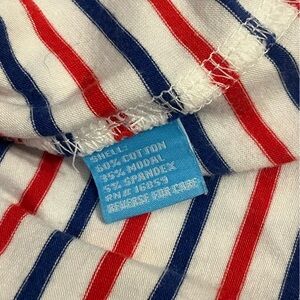 SHELL:
60% COTTON
35% MODAL
5% SPANDEX
RN# 16859
REVERSE FOR CARE